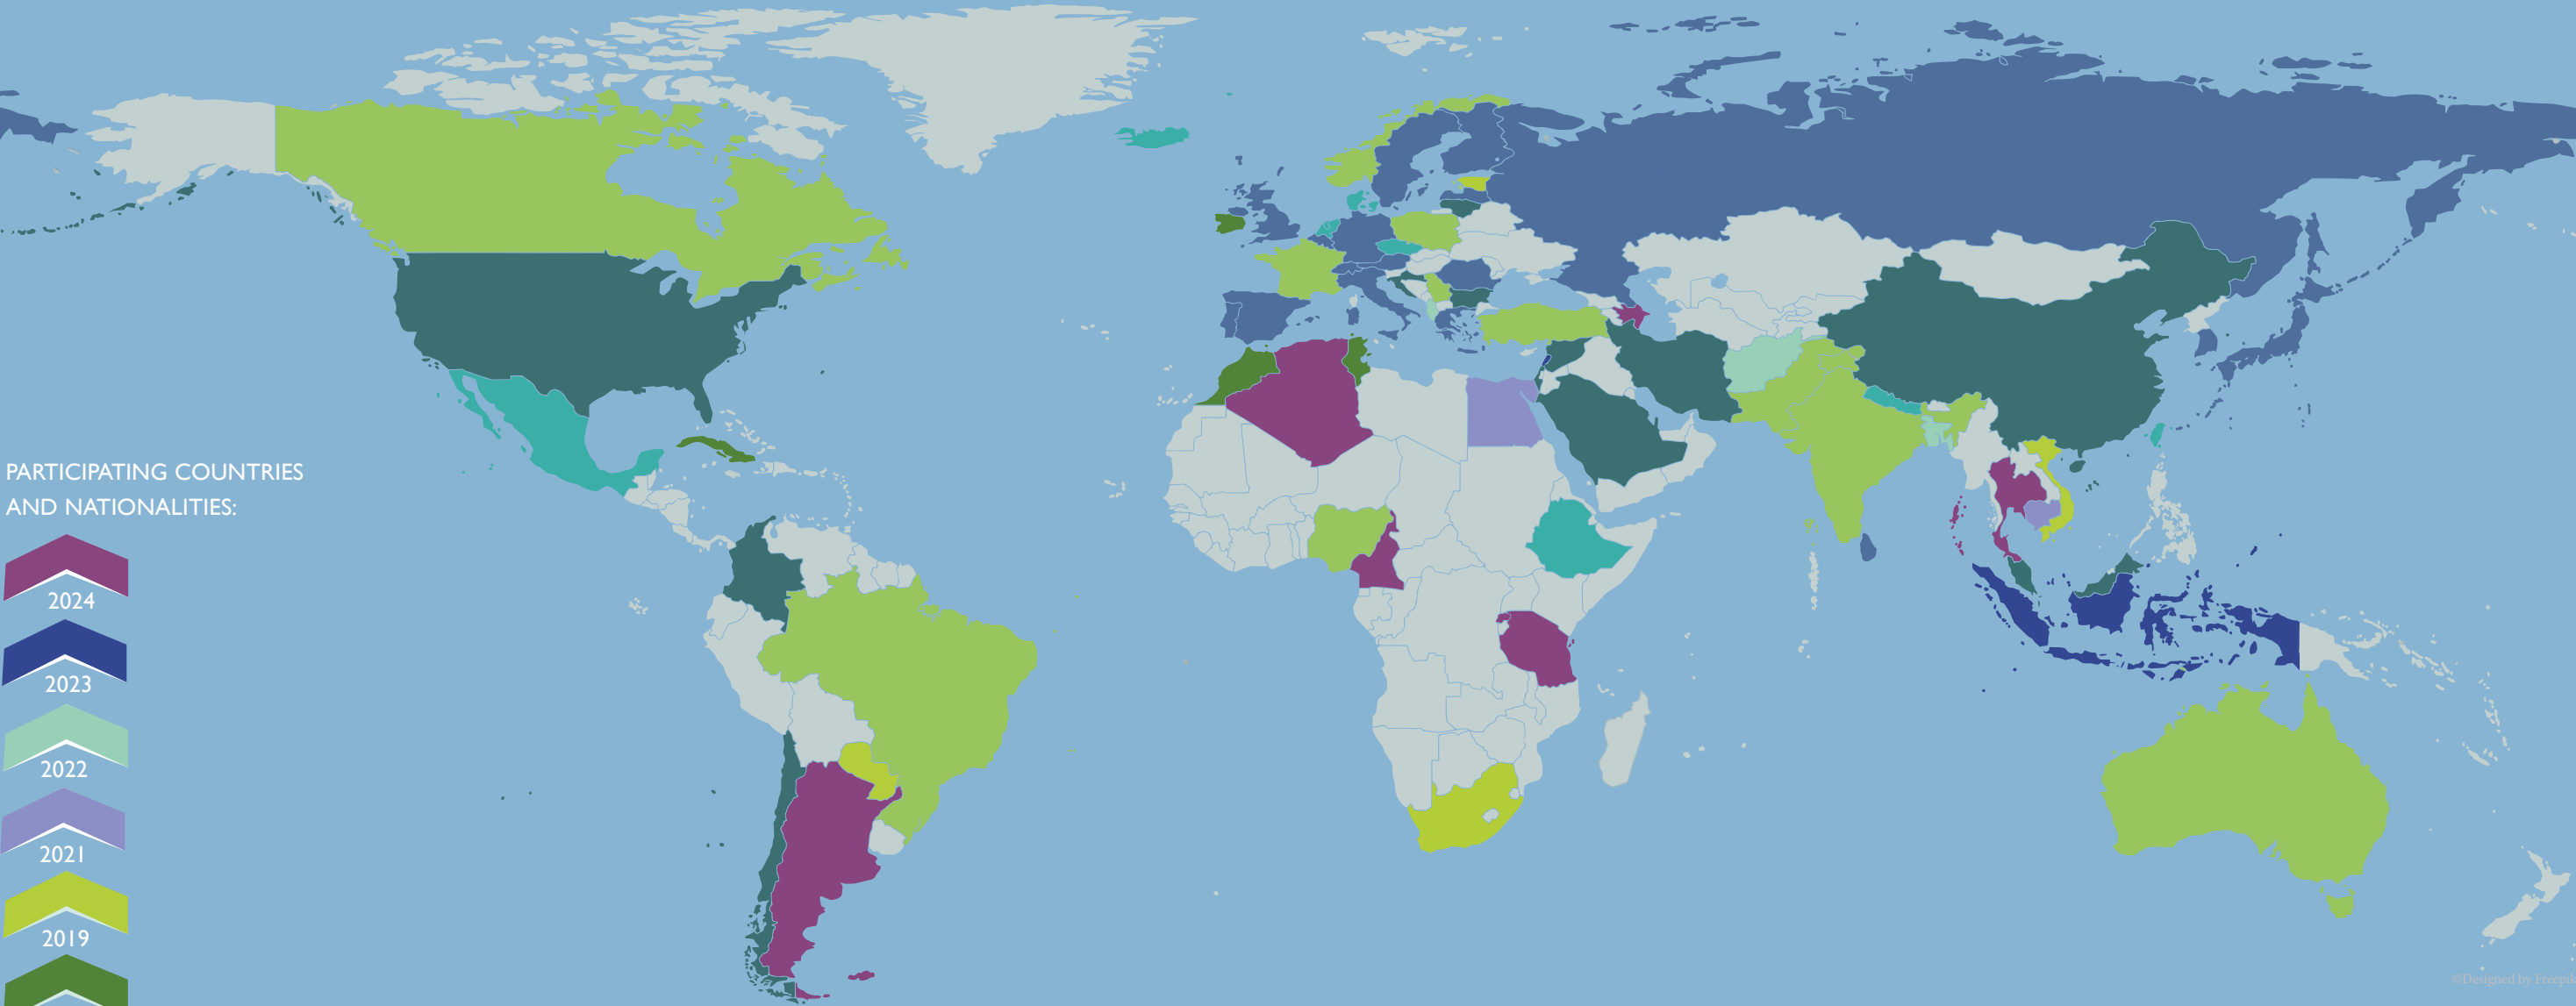 PARTICIPATING COUNTRIES
AND NATIONALITIES:
2024
2023
2022
2021
2019
©Designed by Freepik